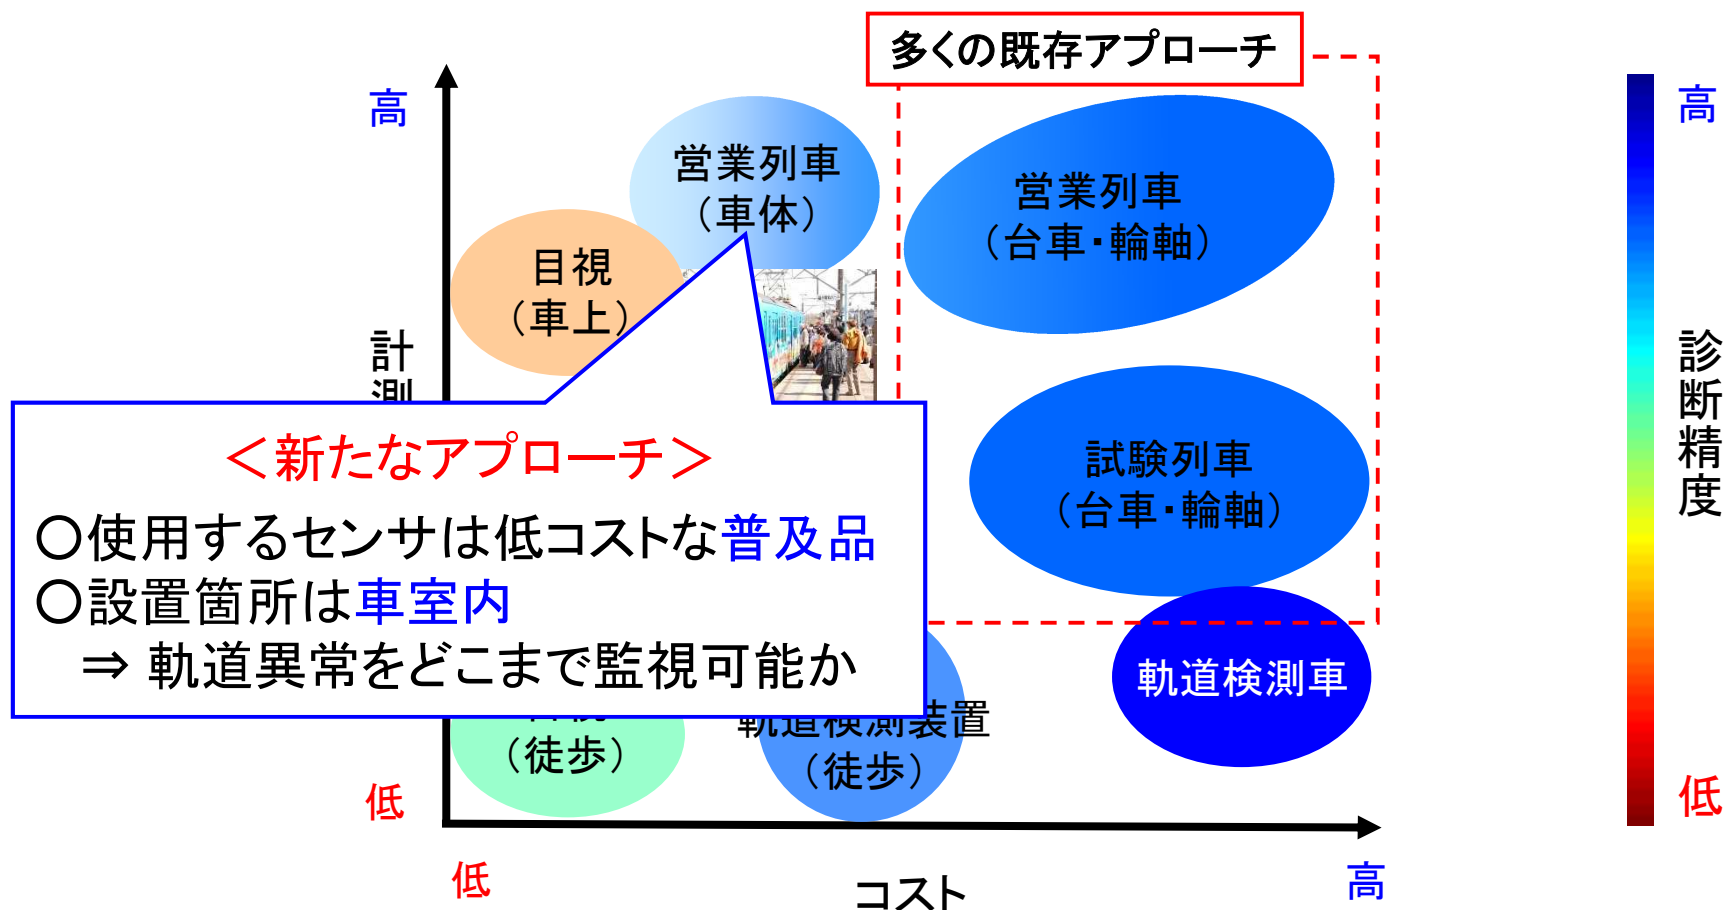 多くの既存アプローチ
高
高
営業列車
（車体）
営業列車
（台車・輪軸）
目視
（車上）
計
測
診断精度
＜新たなアプローチ＞
○使用するセンサは低コストな普及品
○設置箇所は車室内
⇒ 軌道異常をどこまで監視可能か
試験列車
（台車・輪軸）
軌道検測車
（徒歩）
軌道検測装置
（徒歩）
低
低
低
コスト
高